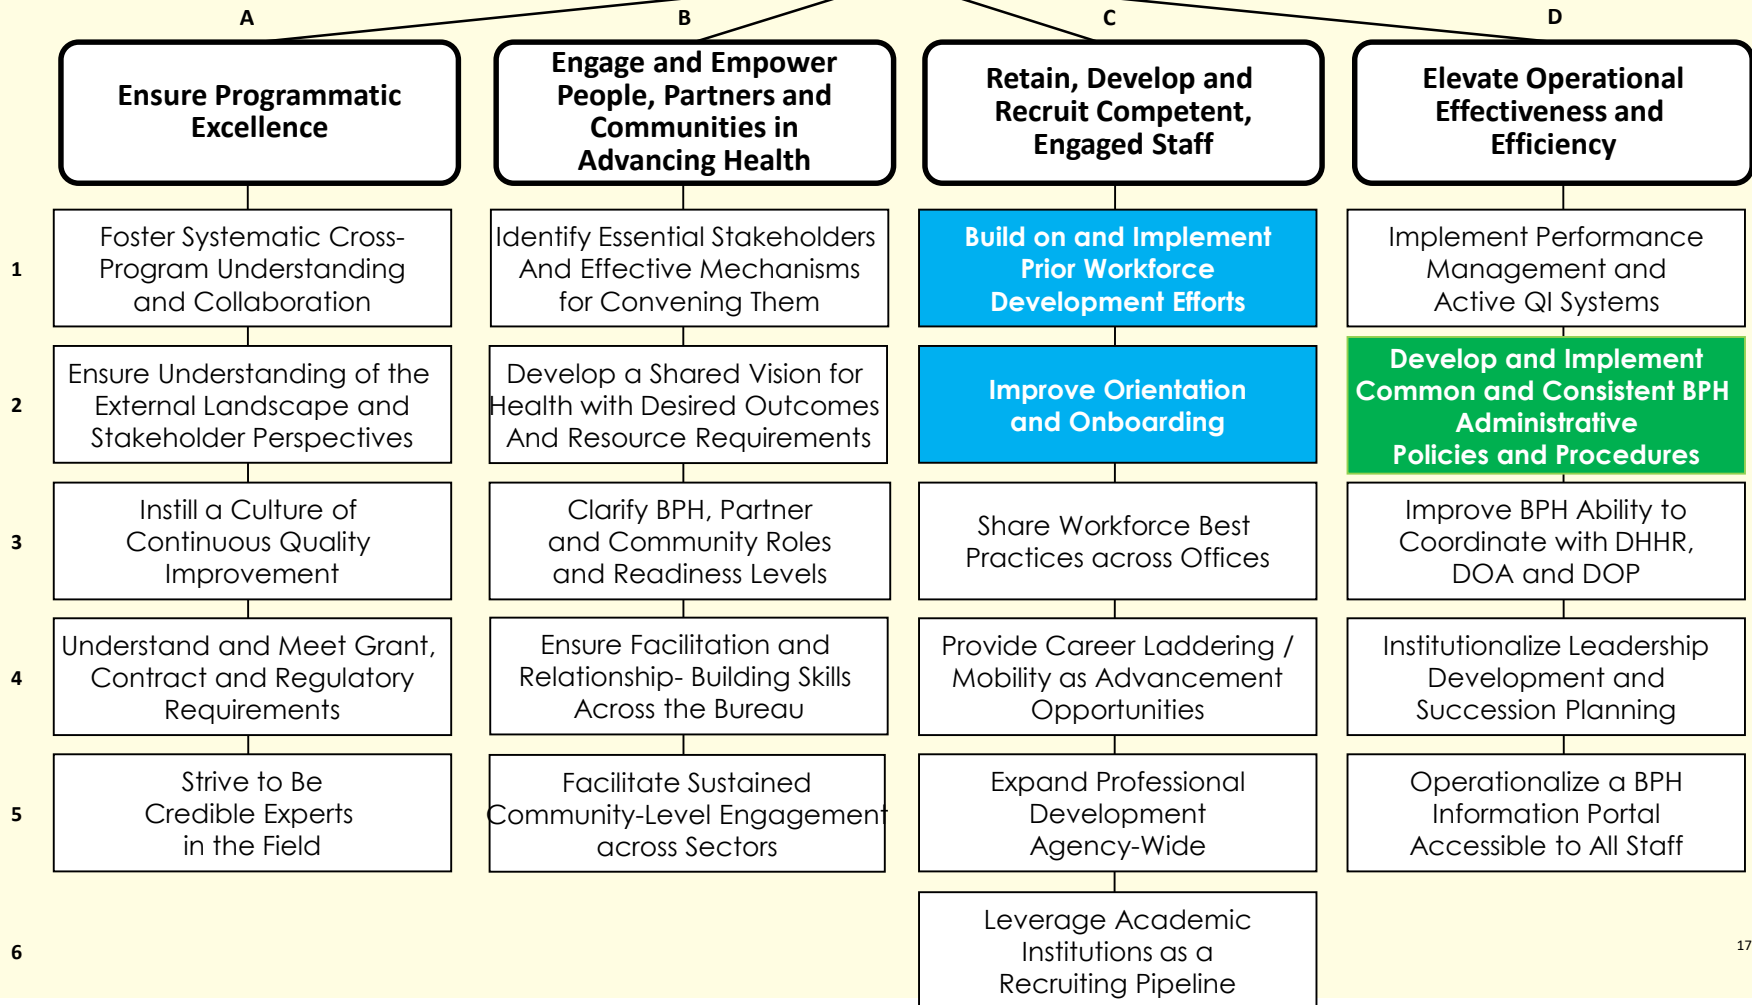 A
B
C
D
Ensure Programmatic
Excellence
Engage and Empower
People, Partners and
Communities in
Advancing Health
Retain, Develop and
Recruit Competent,
Engaged Staff
Elevate Operational
Effectiveness and
Efficiency
1
Foster Systematic Cross-
Program Understanding
and Collaboration
Identify Essential Stakeholders
And Effective Mechanisms
for Convening Them
Build on and Implement
Prior Workforce
Development Efforts
Implement Performance
Management and
Active QI Systems
2
Ensure Understanding of the
External Landscape and
Stakeholder Perspectives
Develop a Shared Vision for
Health with Desired Outcomes
And Resource Requirements
Improve Orientation
and Onboarding
Develop and Implement
Common and Consistent BPH
Administrative
Policies and Procedures
3
Instill a Culture of
Continuous Quality
Improvement
Clarify BPH, Partner
and Community Roles
and Readiness Levels
Share Workforce Best
Practices across Offices
Improve BPH Ability to
Coordinate with DHHR,
DOA and DOP
4
Understand and Meet Grant,
Contract and Regulatory
Requirements
Ensure Facilitation and
Relationship- Building Skills
Across the Bureau
Provide Career Laddering /
Mobility as Advancement
Opportunities
Institutionalize Leadership
Development and
Succession Planning
5
Strive to Be
Credible Experts
in the Field
Facilitate Sustained
Community-Level Engagement
across Sectors
Expand Professional
Development
Agency-Wide
Operationalize a BPH
Information Portal
Accessible to All Staff
6
Leverage Academic
Institutions as a
Recruiting Pipeline
17